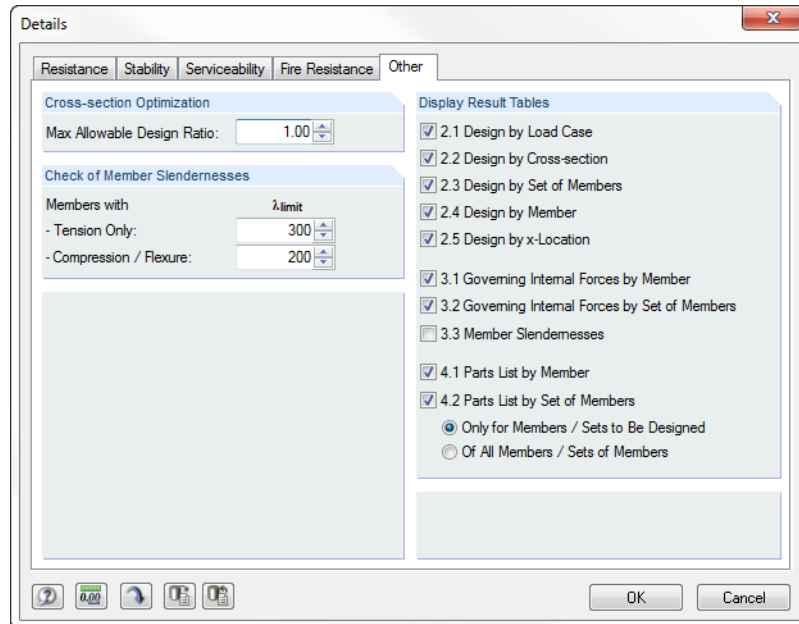 Details
Resistance Stability Serviceability Fire Resistance Other
Cross-section Optimization
Max Allowable Design Ratio: 1.00
Check of Member Slendernesses
Members with λlimit
- Tension Only: 300
- Compression / Flexure: 200
Display Result Tables
2.1 Design by Load Case
2.2 Design by Cross-section
2.3 Design by Set of Members
2.4 Design by Member
2.5 Design by x-Location
3.1 Governing Internal Forces by Member
3.2 Governing Internal Forces by Set of Members
3.3 Member Slendernesses
4.1 Parts List by Member
4.2 Parts List by Set of Members
Only for Members / Sets to Be Designed
Of All Members / Sets of Members
0.00
OK Cancel